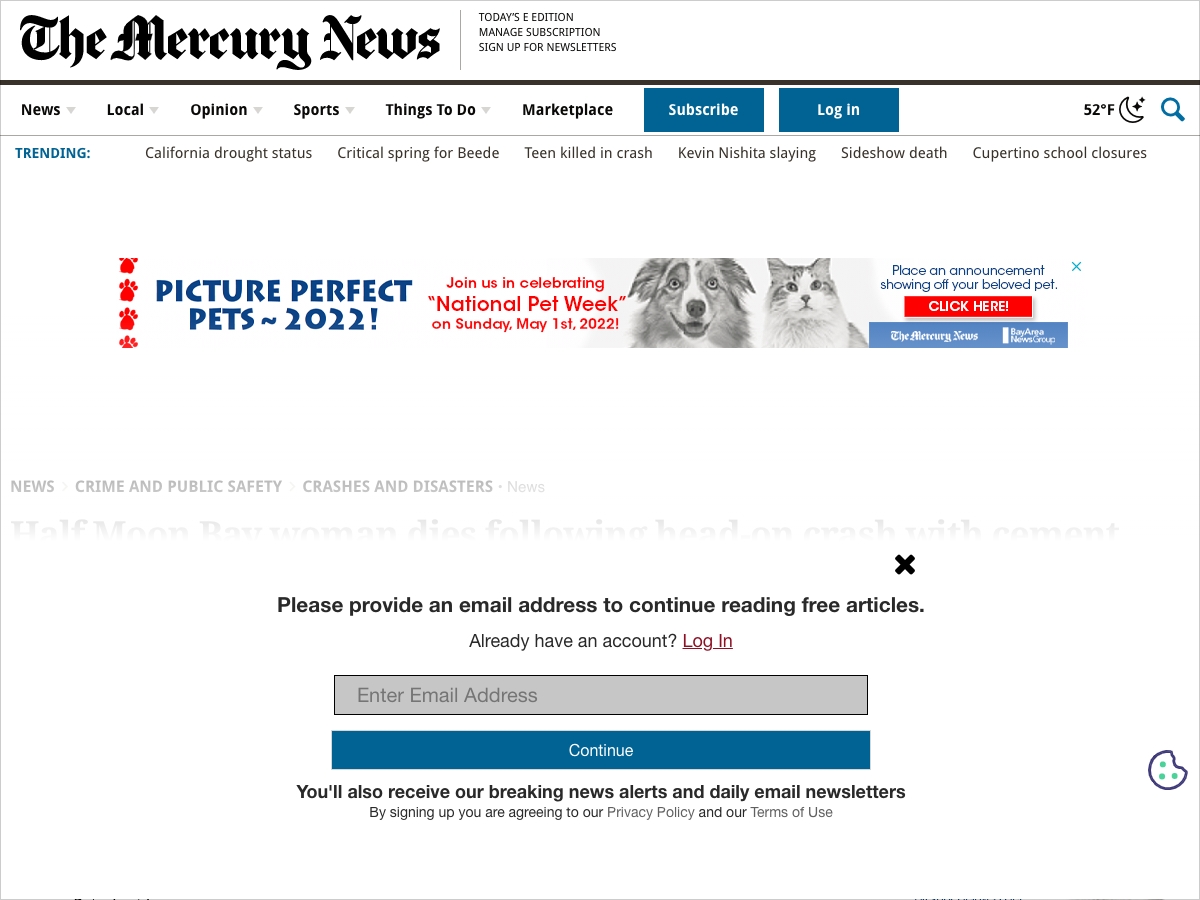 The Mercury News
TODAY'S E EDITION
MANAGE SUBSCRIPTION
SIGN UP FOR NEWSLETTERS
News Local Opinion Sports Things To Do Marketplace Subscribe Log in 52°F
TRENDING: California drought status Critical spring for Beede Teen killed in crash Kevin Nishita slaying Sideshow death Cupertino school closures
PICTURE PERFECT
PETS ~ 2022!
Join us in celebrating
“National Pet Week”
on Sunday, May 1st, 2022!
Place an announcement
showing off your beloved pet.
CLICK HERE!
The Mercury News
BayArea
NewsGroup
NEWS > CRIME AND PUBLIC SAFETY > CRASHES AND DISASTERS • News
Half Moon Bay woman dies following head-on crash with cement
Please provide an email address to continue reading free articles.
Already have an account? Log In
Enter Email Address
Continue
You'll also receive our breaking news alerts and daily email newsletters
By signing up you are agreeing to our Privacy Policy and our Terms of Use